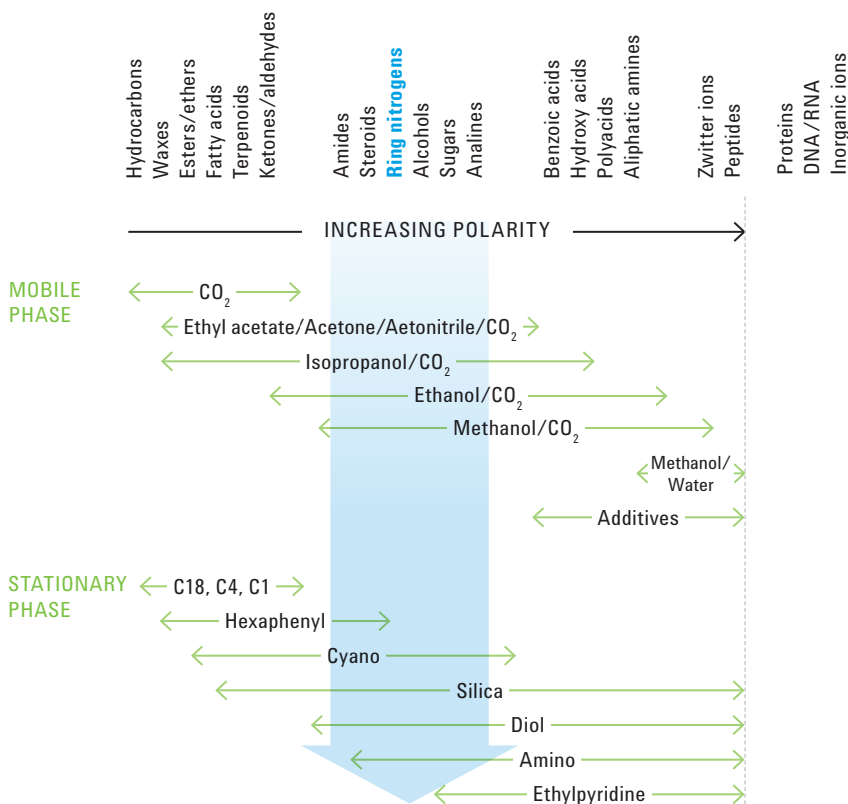 Hydrocarbons
Waxes
Esters/ethers
Fatty acids
Terpenoids
Ketones/aldehydes
Amides
Steroids
Ring nitrogens
Alcohols
Sugars
Analines
Benzoic acids
Hydroxy acids
Polyacids
Aliphatic amines
Zwitter ions
Peptides
Proteins
DNA/RNA
Inorganic ions
INCREASING POLARITY
MOBILE
PHASE
CO₂
Ethyl acetate/Acetone/Aetonitrile/CO₂
Isopropanol/CO₂
Ethanol/CO₂
Methanol/CO₂
Methanol/
Water
Additives
STATIONARY
PHASE
C18, C4, C1
Hexaphenyl
Cyano
Silica
Diol
Amino
Ethylpyridine